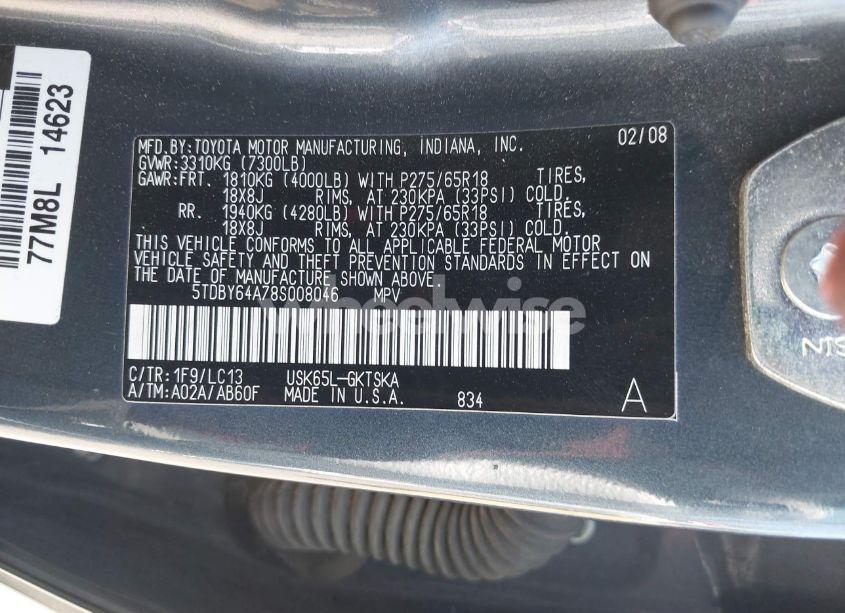 77M8L 14623
MFD.BY:TOYOTA MOTOR MANUFACTURING, INDIANA, INC. 02/08
GVWR:3310KG (7300LB)
GAWR:FRT. 1810KG (4000LB) WITH P275/65R18 TIRES,
18X8J RIMS, AT 230KPA (33PSI) COLD.
RR. 1940KG (4280LB) WITH P275/65R18 TIRES,
18X8J RIMS, AT 230KPA (33PSI) COLD.
THIS VEHICLE CONFORMS TO ALL APPLICABLE FEDERAL MOTOR
VEHICLE SAFETY AND THEFT PREVENTION STANDARDS IN EFFECT ON
THE DATE OF MANUFACTURE SHOWN ABOVE.
5TDBY64A78S008046 MPV
wheelwise
C/TR:1F9/LC13 USK65L-GKTSKA
A/TM:A02A/AB60F MADE IN U.S.A. 834 A